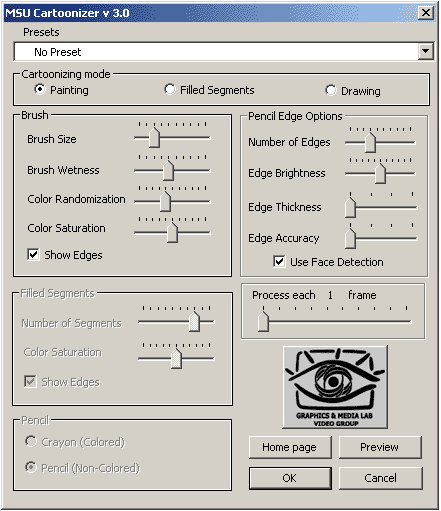 MSU Cartoonizer v 3.0
Presets
No Preset
Cartoonizing mode
Painting
Filled Segments
Drawing
Brush
Brush Size
Brush Wetness
Color Randomization
Color Saturation
Show Edges
Pencil Edge Options
Number of Edges
Edge Brightness
Edge Thickness
Edge Accuracy
Use Face Detection
Filled Segments
Number of Segments
Color Saturation
Show Edges
Process each 1 frame
GRAPHICS & MEDIA LAB
VIDEO GROUP
Pencil
Crayon (Colored)
Pencil (Non-Colored)
Home page
Preview
OK
Cancel